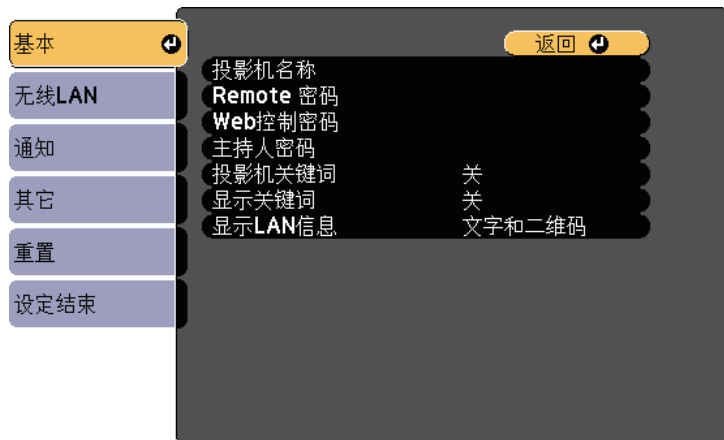 基本
无线LAN
通知
其它
重置
设定结束
返回
投影机名称
Remote 密码
Web控制密码
主持人密码
投影机关键词 关
显示关键词 关
显示LAN信息 文字和二维码